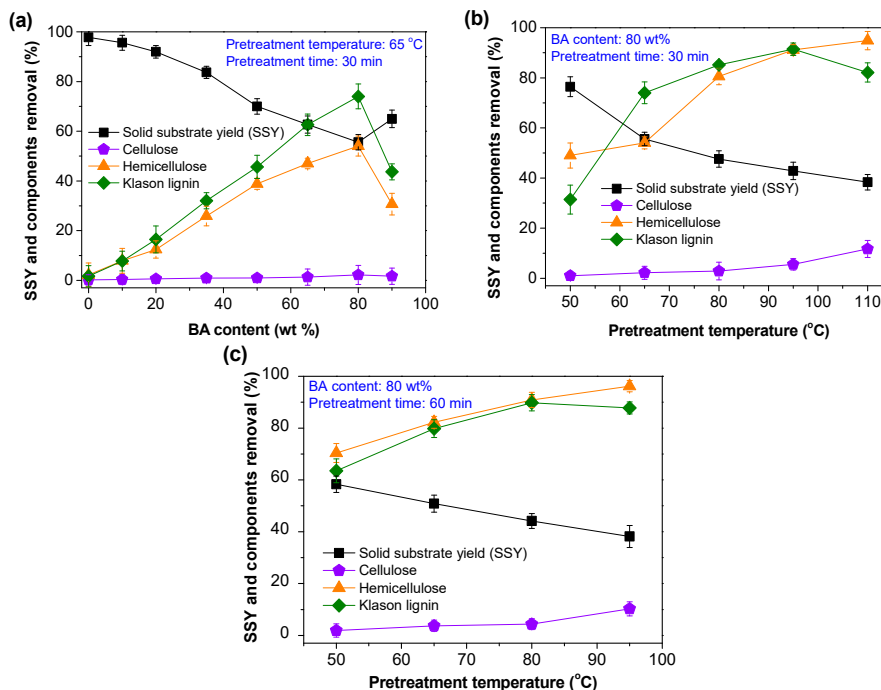 (a)
Pretreatment temperature: 65 °C
Pretreatment time: 30 min
SSY and components removal (%)
100
80
60
40
20
0
Solid substrate yield (SSY)
Cellulose
Hemicellulose
Klason lignin
0 20 40 60 80 100
BA content (wt %)
(b)
BA content: 80 wt%
Pretreatment time: 30 min
SSY and components removal (%)
100
80
60
40
20
0
Solid substrate yield (SSY)
Cellulose
Hemicellulose
Klason lignin
50 60 70 80 90 100 110
Pretreatment temperature (°C)
(c)
BA content: 80 wt%
Pretreatment time: 60 min
SSY and components removal (%)
100
80
60
40
20
0
Solid substrate yield (SSY)
Cellulose
Hemicellulose
Klason lignin
50 55 60 65 70 75 80 85 90 95 100
Pretreatment temperature (°C)